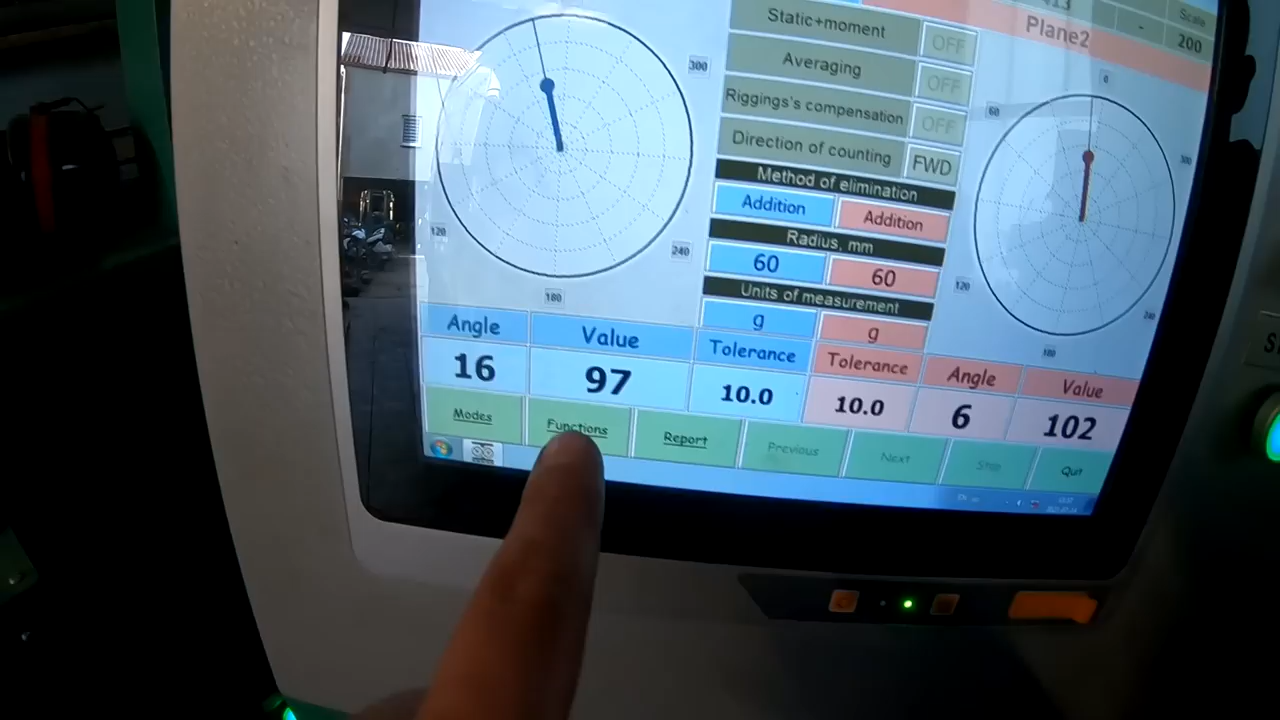 Scale
200
-
Plane2
Static+moment OFF
Averaging OFF
Riggings's compensation OFF
Direction of counting FWD
Method of elimination
Addition Addition
Radius, mm
60 60
Units of measurement
g g
300
120
240
180
0
60
300
120
240
180
Angle Value Tolerance Tolerance Angle Value
16 97 10.0 10.0 6 102
Modes Functions Report Previous Next Skip Quit
EN